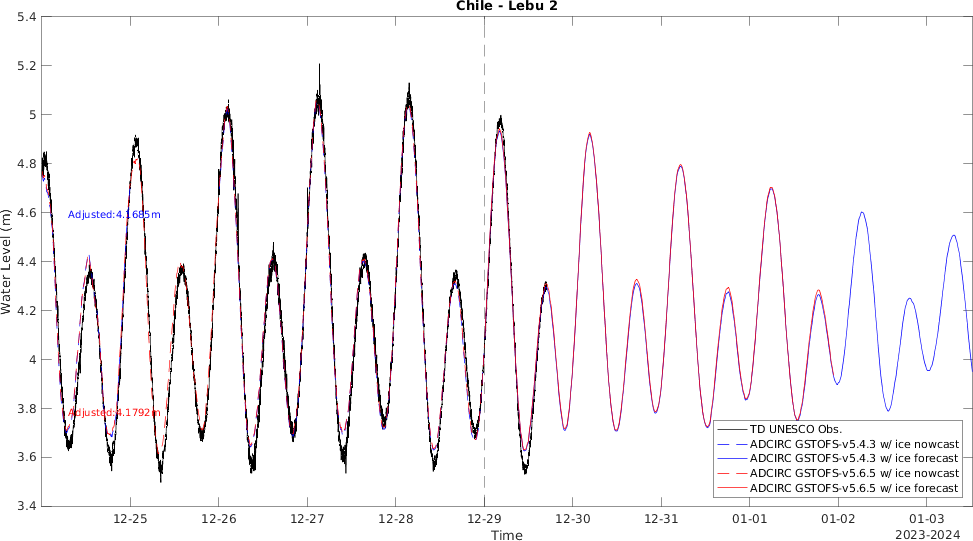 Chile - Lebu 2
5.4
5.2
5
4.8
4.6
4.4
4.2
4
3.8
3.6
3.4
Water Level (m)
Adjusted:4.1685m
Adjusted:4.1792m
TD UNESCO Obs.
ADCIRC GSTOFS-v5.4.3 w/ ice nowcast
ADCIRC GSTOFS-v5.4.3 w/ ice forecast
ADCIRC GSTOFS-v5.6.5 w/ ice nowcast
ADCIRC GSTOFS-v5.6.5 w/ ice forecast
12-25
12-26
12-27
12-28
12-29
12-30
12-31
01-01
01-02
01-03
Time
2023-2024